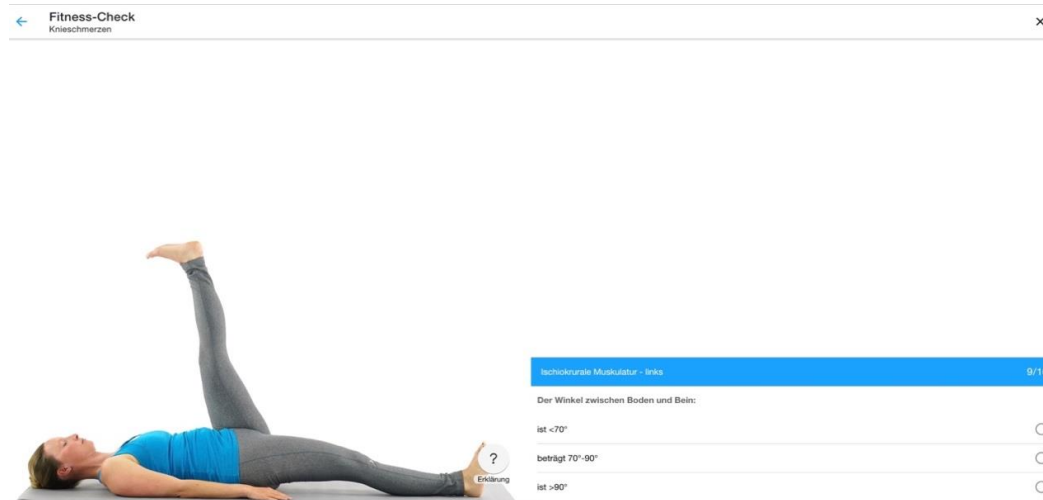 Fitness-Check
Knieschmerzen
?
Erklärung
Ischiokrurale Muskulatur - links
Der Winkel zwischen Boden und Bein:
ist <70°
beträgt 70°-90°
ist >90°